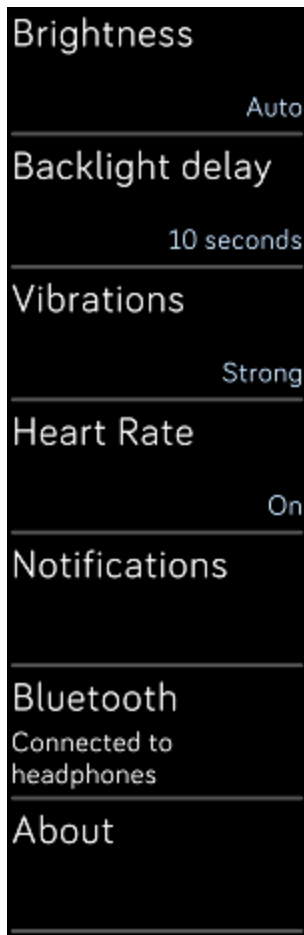 Brightness
Auto
Backlight delay
10 seconds
Vibrations
Strong
Heart Rate
On
Notifications
Bluetooth
Connected to
headphones
About